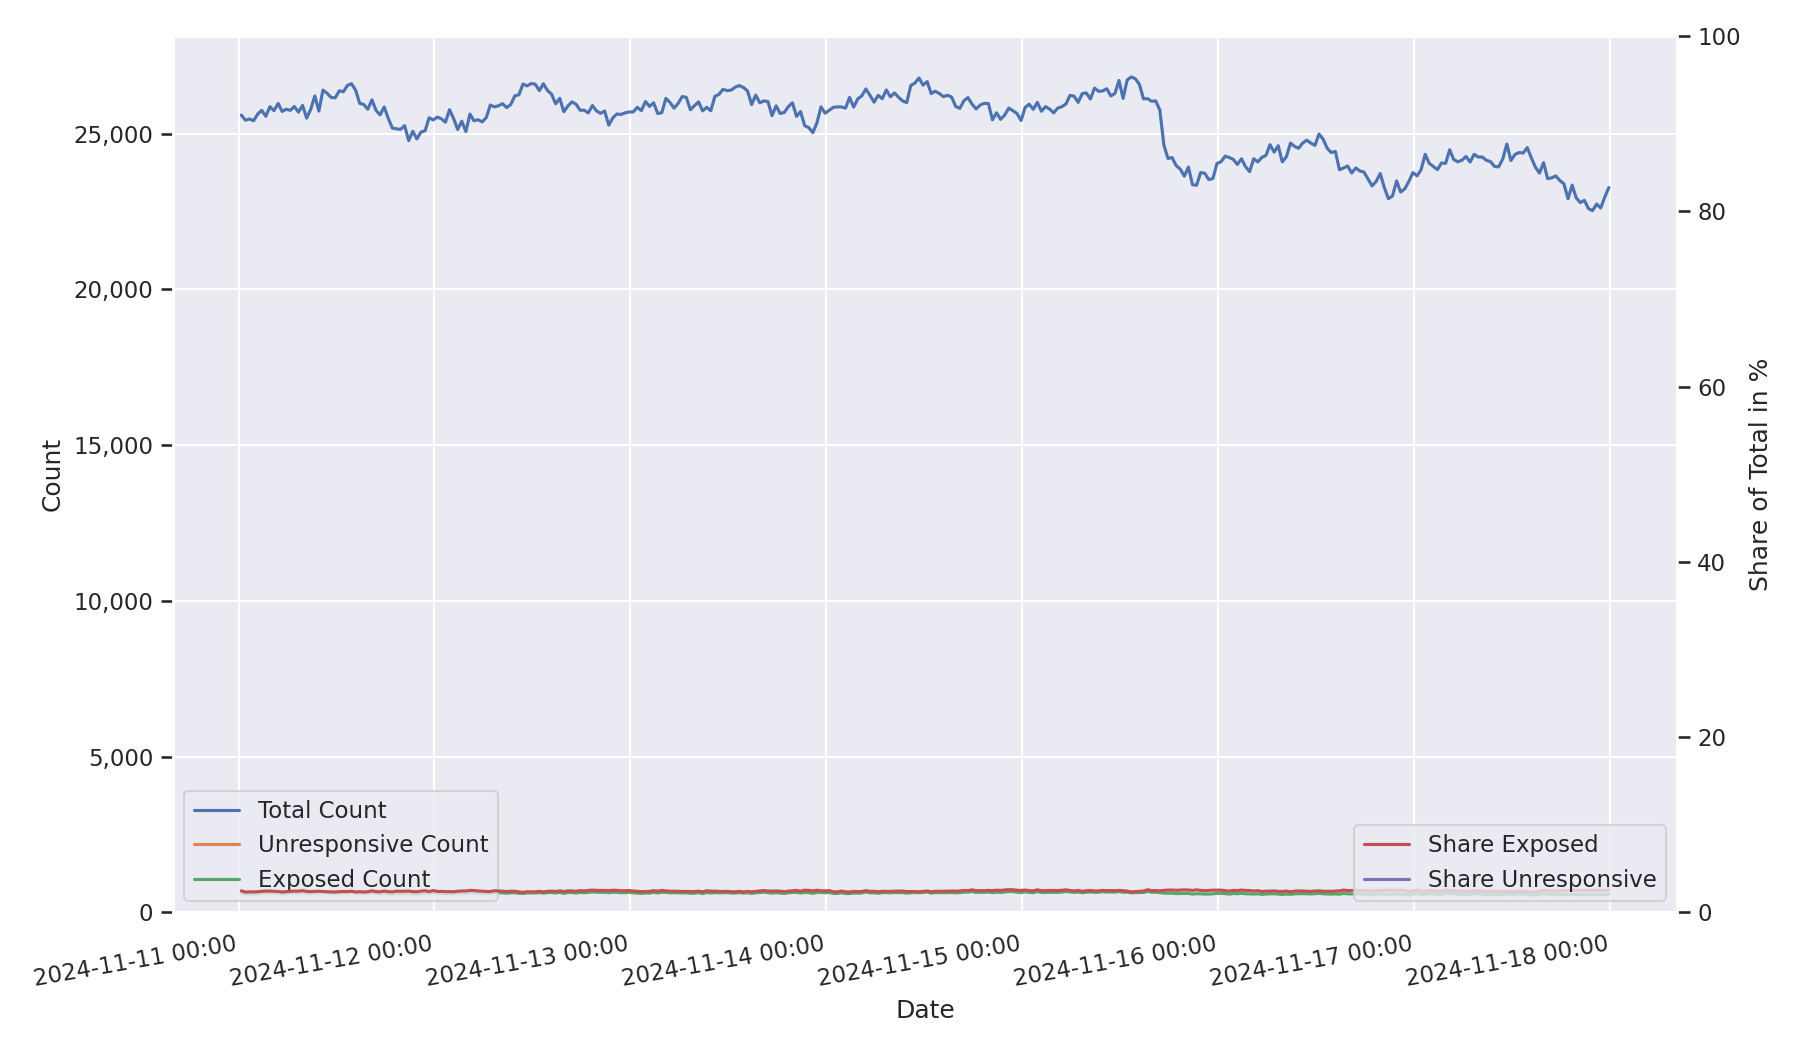 100
25,000
80
20,000
60
15,000
Count
Share of Total in %
40
10,000
20
5,000
Total Count
Unresponsive Count
Exposed Count
Share Exposed
Share Unresponsive
0
0
2024-11-11 00:00
2024-11-12 00:00
2024-11-13 00:00
2024-11-14 00:00
2024-11-15 00:00
2024-11-16 00:00
2024-11-17 00:00
2024-11-18 00:00
Date